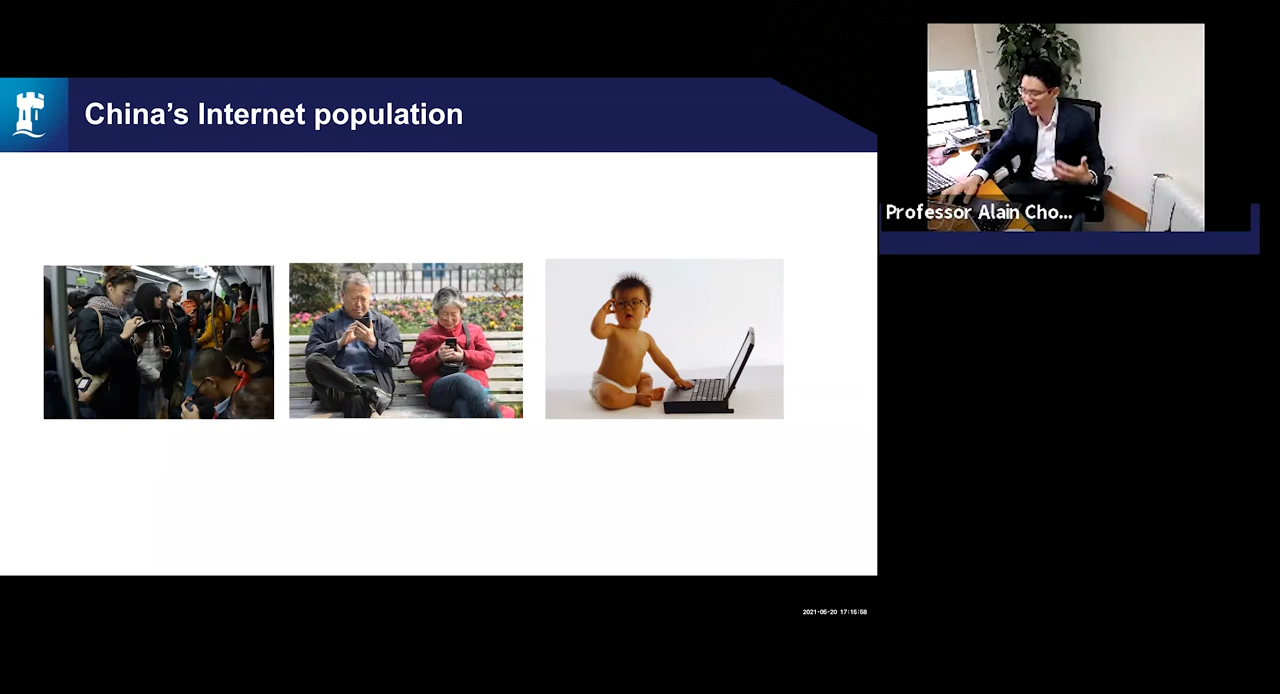 China’s Internet population
Professor Alain Cho...
2021-05-20 17:15:58